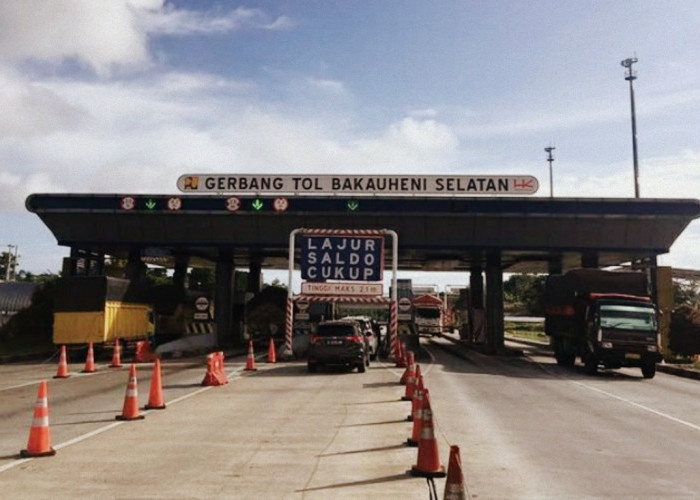 GERBANG TOL BAKAUHENI SELATAN
LAJUR
SALDO
CUKUP
TINGGI MAKS. 2,1 m